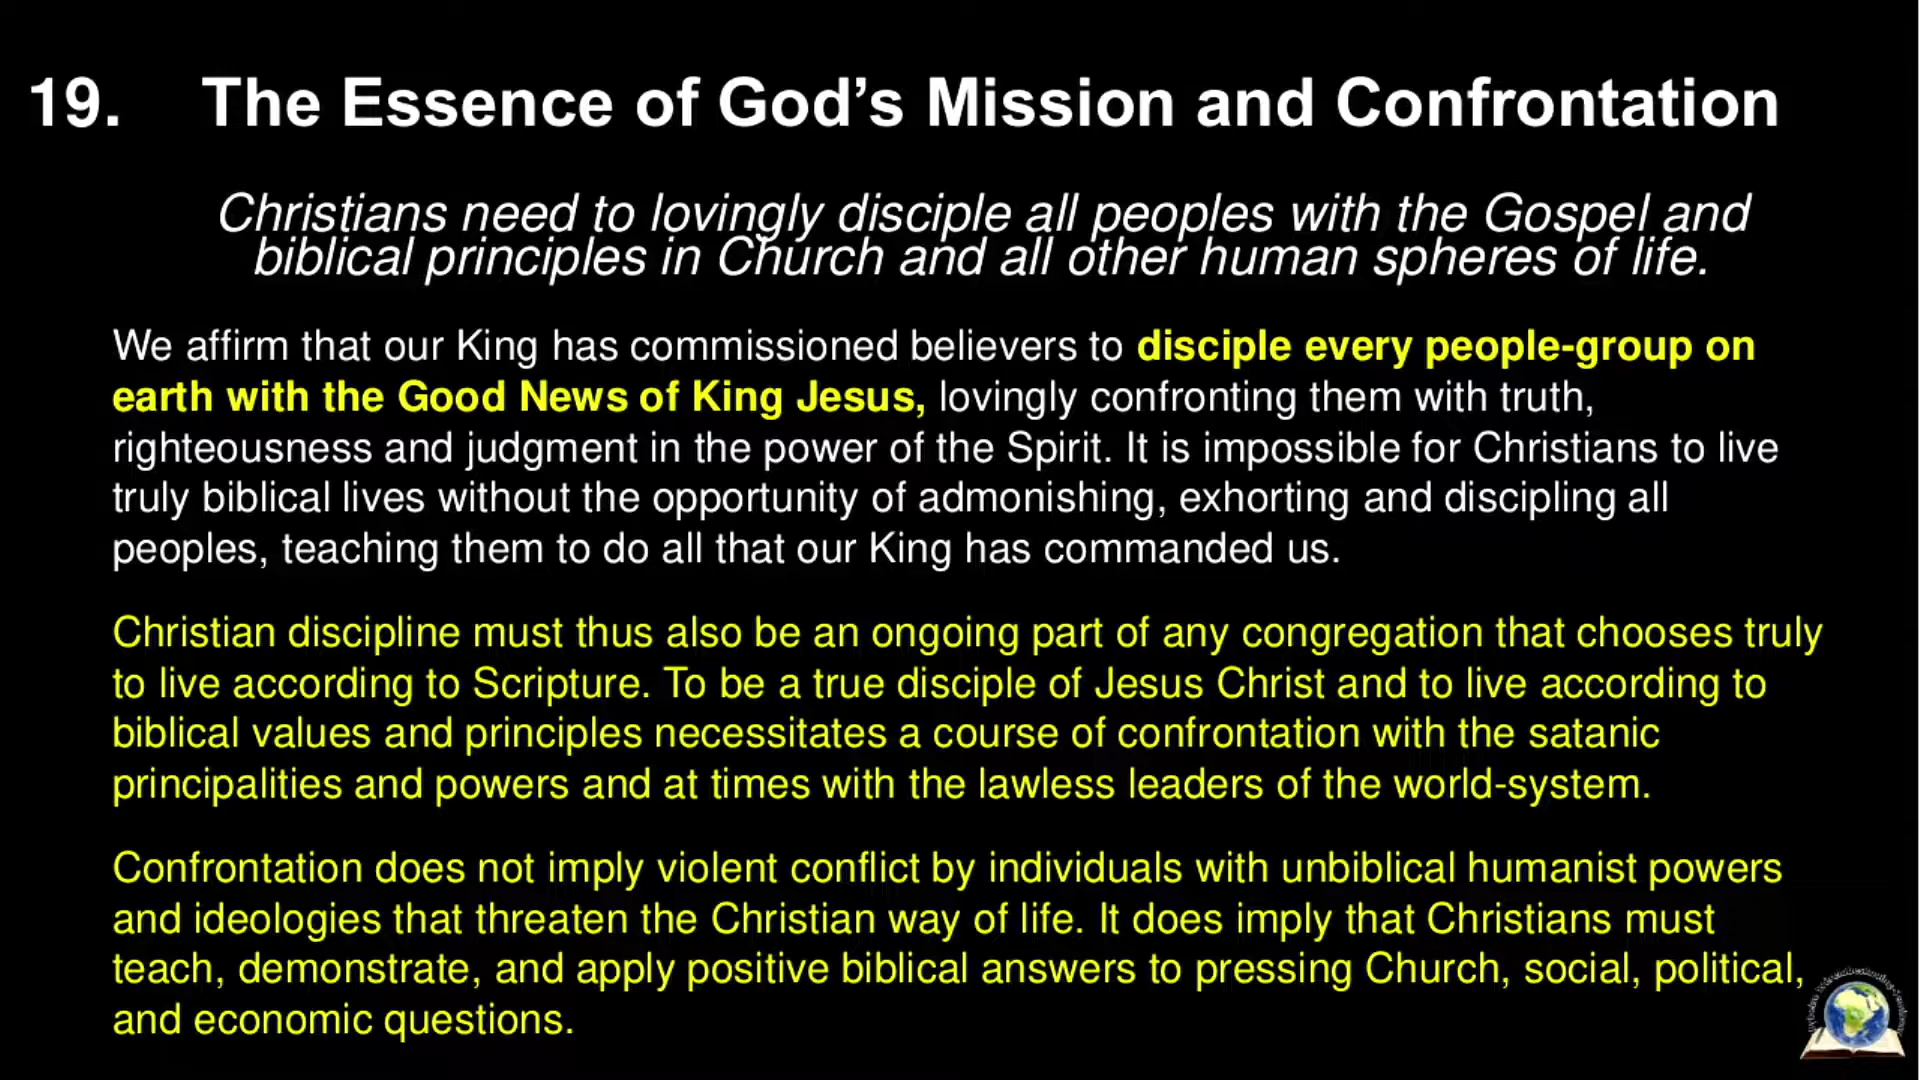 19. The Essence of God’s Mission and Confrontation
Christians need to lovingly disciple all peoples with the Gospel and
biblical principles in Church and all other human spheres of life.
We affirm that our King has commissioned believers to disciple every people-group on
earth with the Good News of King Jesus, lovingly confronting them with truth,
righteousness and judgment in the power of the Spirit. It is impossible for Christians to live
truly biblical lives without the opportunity of admonishing, exhorting and discipling all
peoples, teaching them to do all that our King has commanded us.
Christian discipline must thus also be an ongoing part of any congregation that chooses truly
to live according to Scripture. To be a true disciple of Jesus Christ and to live according to
biblical values and principles necessitates a course of confrontation with the satanic
principalities and powers and at times with the lawless leaders of the world-system.
Confrontation does not imply violent conflict by individuals with unbiblical humanist powers
and ideologies that threaten the Christian way of life. It does imply that Christians must
teach, demonstrate, and apply positive biblical answers to pressing Church, social, political,
and economic questions.